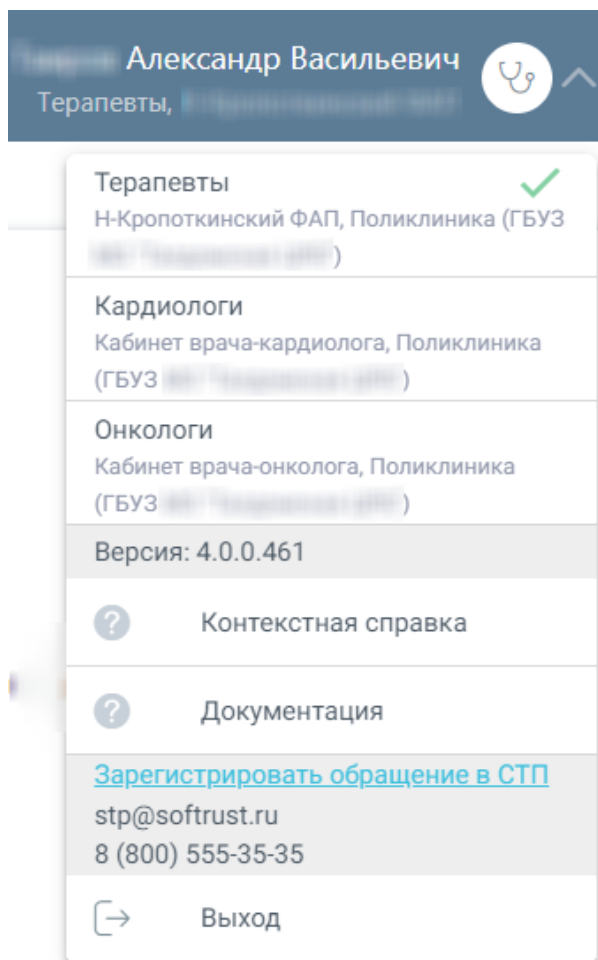 Александр Васильевич
Терапевты,
Терапевты
Н-Кропоткинский ФАП, Поликлиника (ГБУЗ
)
Кардиологи
Кабинет врача-кардиолога, Поликлиника
(ГБУЗ )
Онкологи
Кабинет врача-онколога, Поликлиника
(ГБУЗ )
Версия: 4.0.0.461
Контекстная справка
Документация
Зарегистрировать обращение в СТП
stp@softrust.ru
8 (800) 555-35-35
Выход